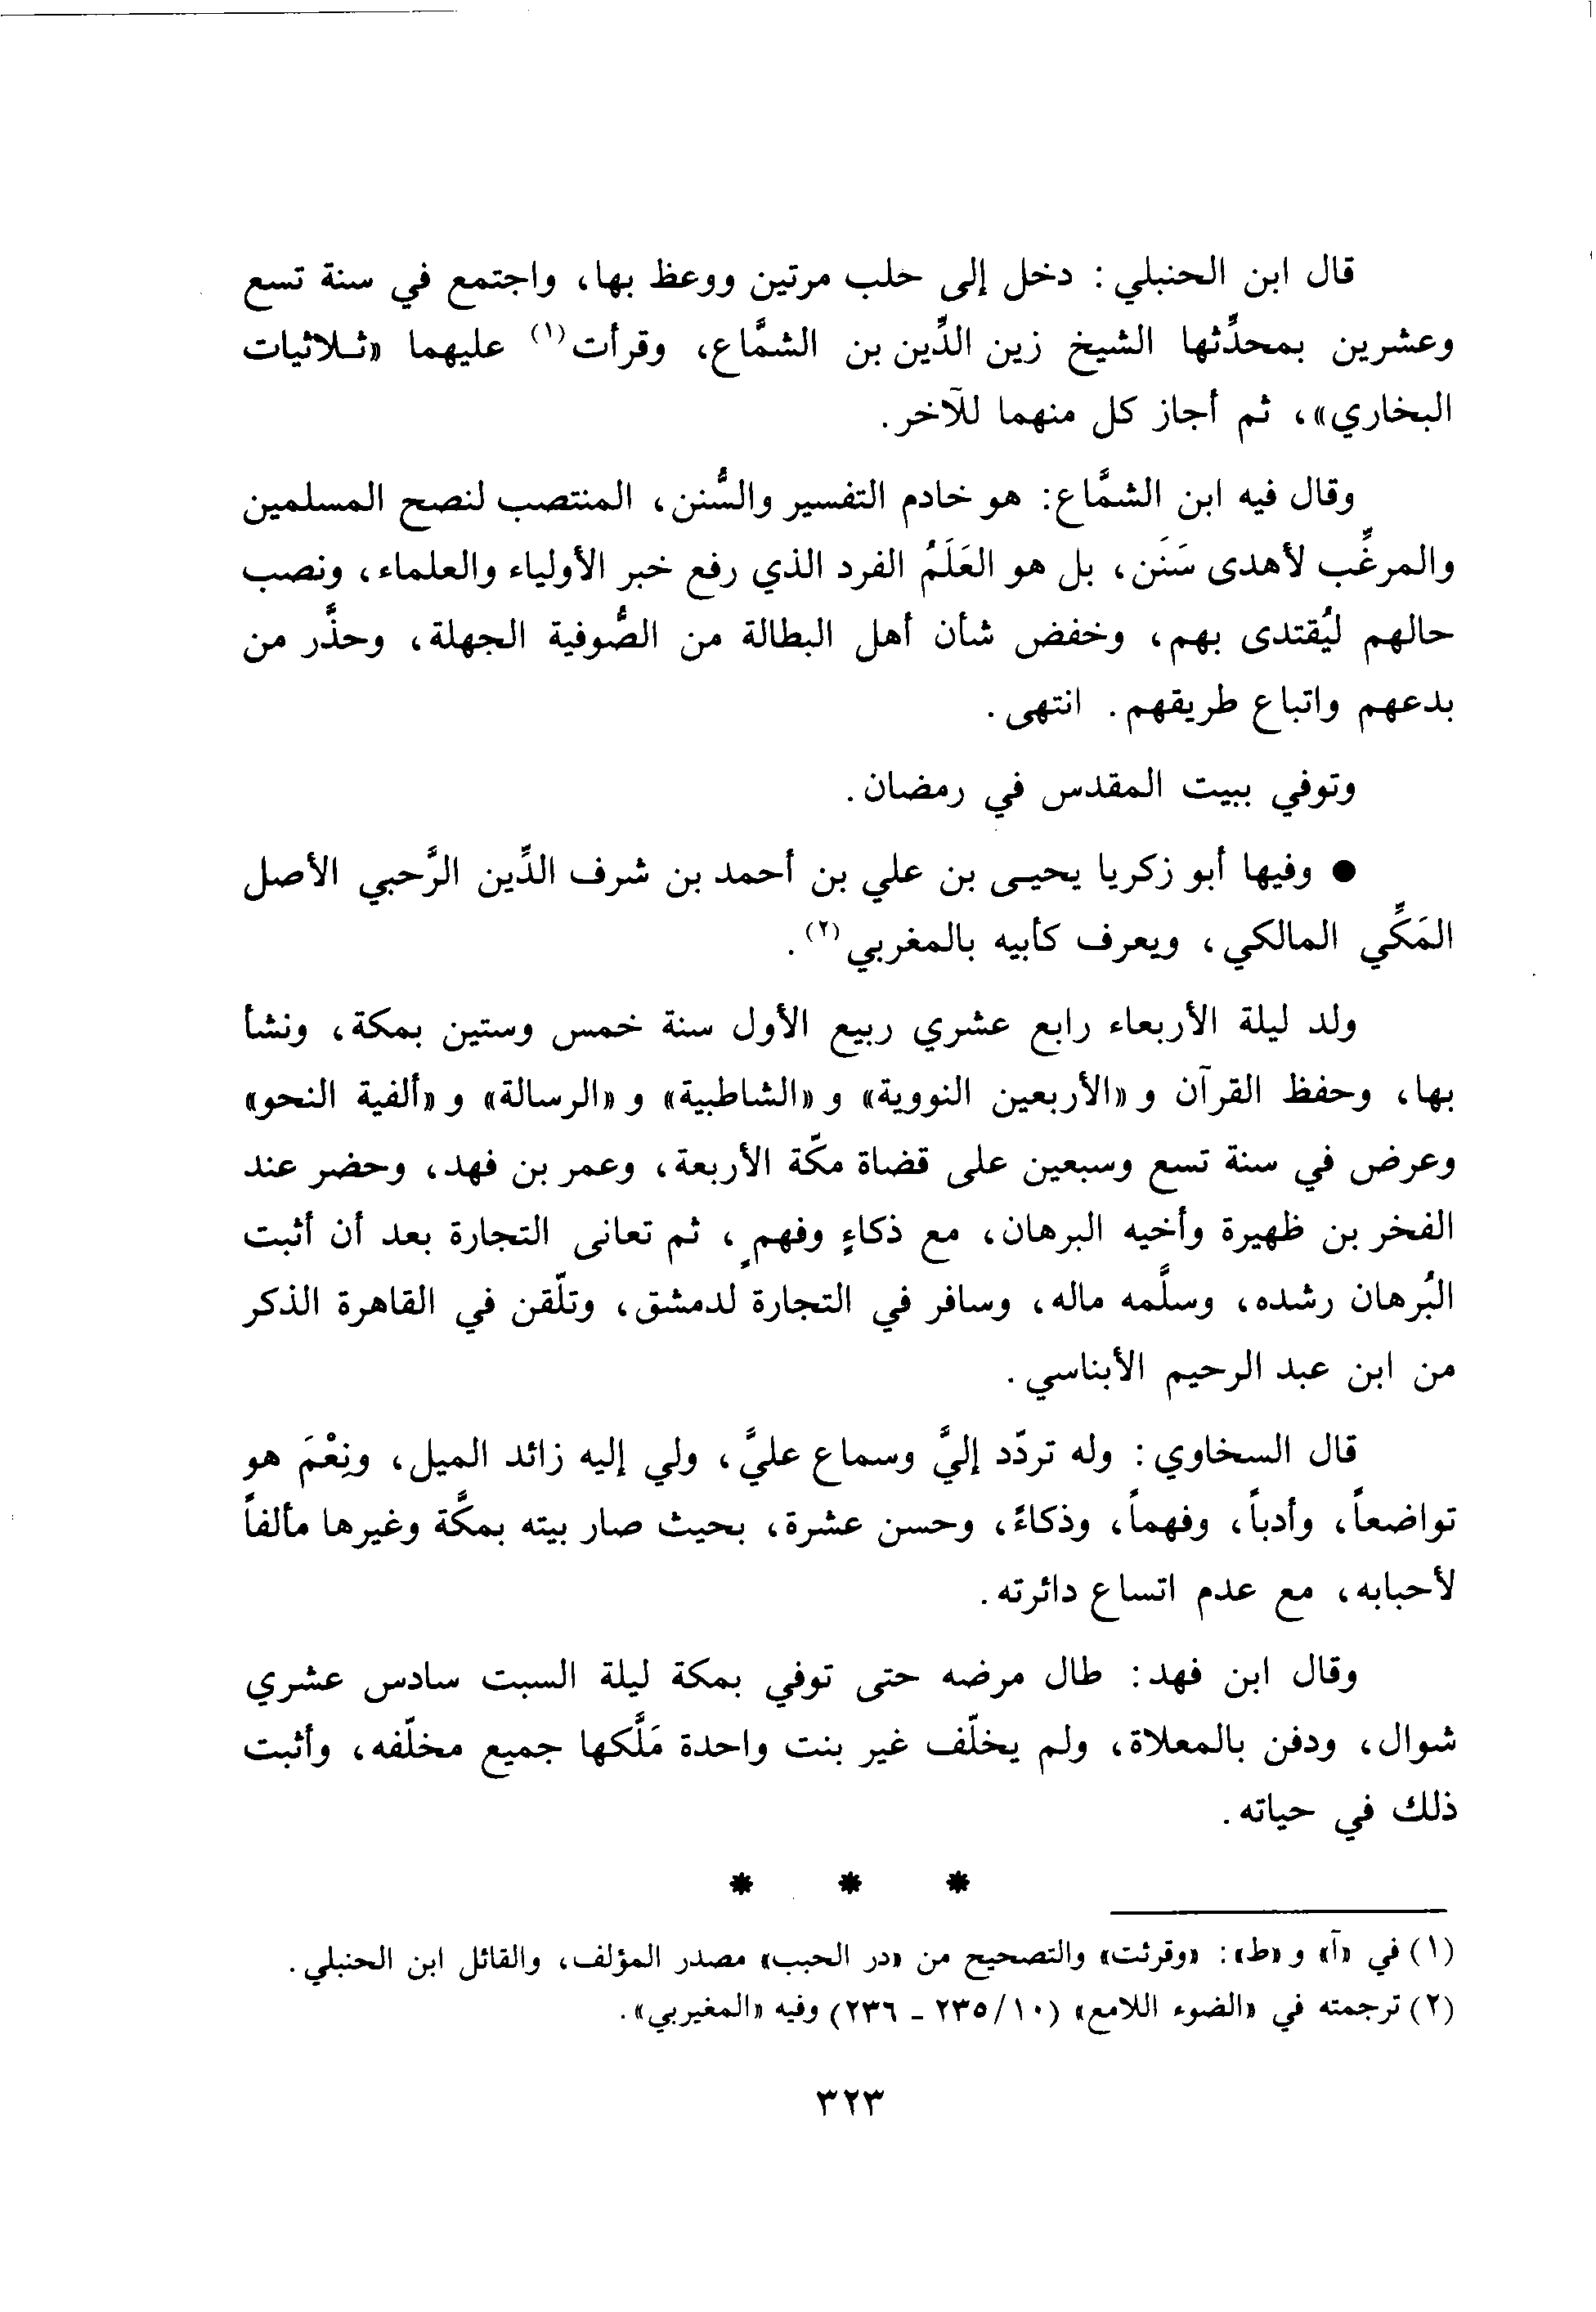 قال ابن الحنبلي: دخل إلى حلب مرتين ووعظ بها، واجتمع في سنة تسع
وعشرين بمحدِّثها الشيخ زين الدِّين بن الشمَّاع، وقرأت(١) عليهما «ثـلاثيات
البخاري»، ثم أجاز كل منهما للآخر.
وقال فيه ابن الشمَّاع: هو خادم التفسير والسُّنن، المنتصب لنصح المسلمين
والمرغِّب لأهدى سَنَن، بل هو العَلَمُ الفرد الذي رفع خبر الأولياء والعلماء، ونصب
حالهم ليُقتدى بهم، وخفض شأن أهل البطالة من الصُّوفية الجهلة، وحذَّر من
بدعهم واتباع طريقهم. انتهى.
وتوفي ببيت المقدس في رمضان.
● وفيها أبو زكريا يحيـى بن علي بن أحمد بن شرف الدِّين الرَّحبي الأصل
المَكِّي المالكي، ويعرف كأبيه بالمغربي(٢).
ولد ليلة الأربعاء رابع عشري ربيع الأول سنة خمس وستين بمكة، ونشأ
بها، وحفظ القرآن و «الأربعين النووية» و «الشاطبية» و «الرسالة» و «ألفية النحو»
وعرض في سنة تسع وسبعين على قضاة مكّة الأربعة، وعمر بن فهد، وحضر عند
الفخر بن ظهيرة وأخيه البرهان، مع ذكاءٍ وفهمٍ، ثم تعانى التجارة بعد أن أثبت
البُرهان رشده، وسلَّمه ماله، وسافر في التجارة لدمشق، وتلّقن في القاهرة الذكر
من ابن عبد الرحيم الأبناسي.
قال السخاوي: وله تردّد إليَّ وسماع عليَّ، ولي إليه زائد الميل، ونِعْمَ هو
تواضعاً، وأدباً، وفهماً، وذكاءً، وحسن عشرة، بحيث صار بيته بمكَّة وغيرها مألفاً
لأحبابه، مع عدم اتساع دائرته.
وقال ابن فهد: طال مرضه حتى توفي بمكة ليلة السبت سادس عشري
شوال، ودفن بالمعلاة، ولم يخلّف غير بنت واحدة مَلَّكها جميع مخلّفه، وأثبت
ذلك في حياته.
* * *
(١) في «آ» و «ط»: «وقرئت» والتصحيح من «در الحبب» مصدر المؤلف، والقائل ابن الحنبلي.
(٢) ترجمته في «الضوء اللامع» (١٠/ ٢٣٥ - ٢٣٦) وفيه «المغيربي».
٣٢٣